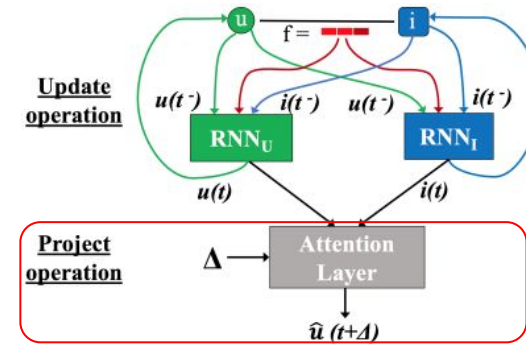 u
i
f =
Update
operation
u(t⁻)
i(t⁻)
u(t⁻)
i(t⁻)
RNN_U
RNN_I
u(t)
i(t)
Project
operation
Δ
Attention
Layer
û (t+Δ)